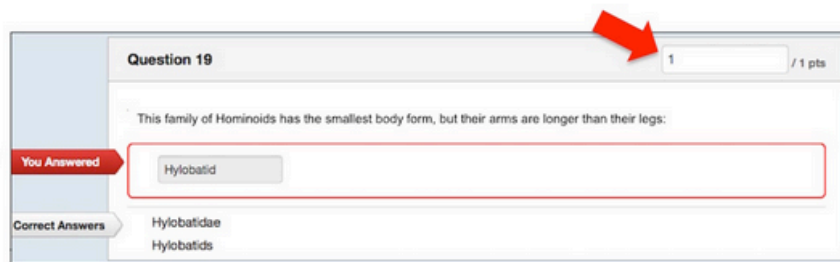 Question 19
1 / 1 pts
This family of Hominoids has the smallest body form, but their arms are longer than their legs:
You Answered
Hylobatid
Correct Answers
Hylobatidae
Hylobatids